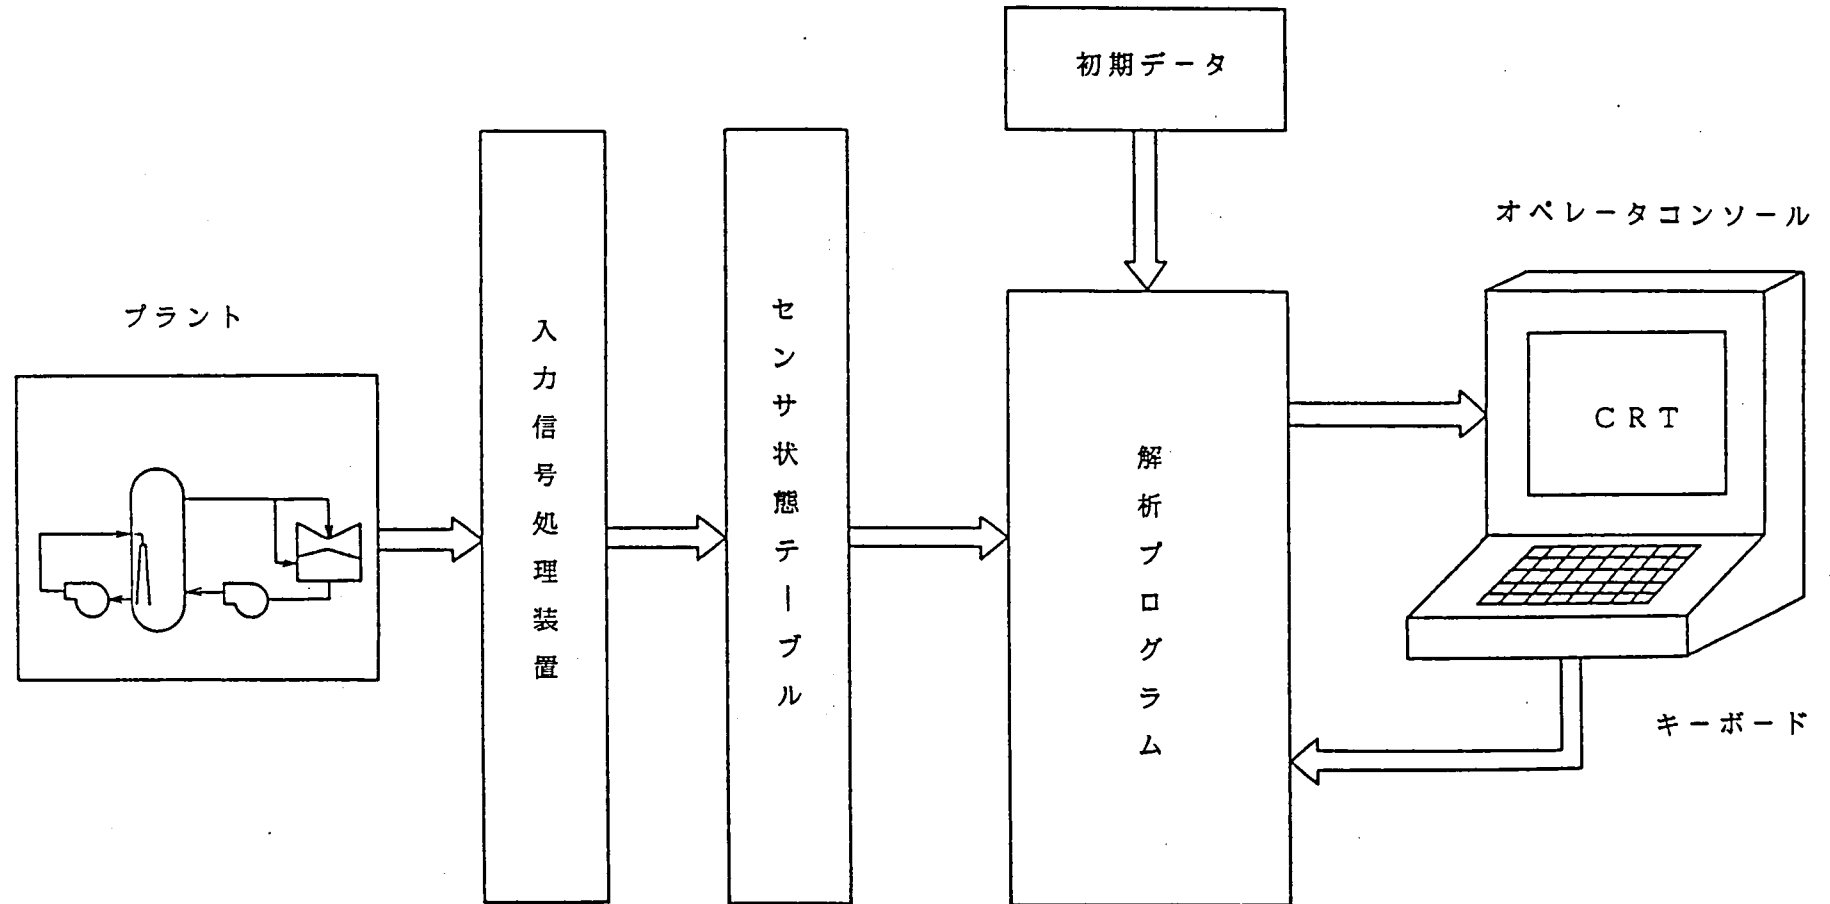 初期データ
オペレータコンソール
プラント
入力信号処理装置
センサ状態テーブル
解析プログラム
CRT
キーボード